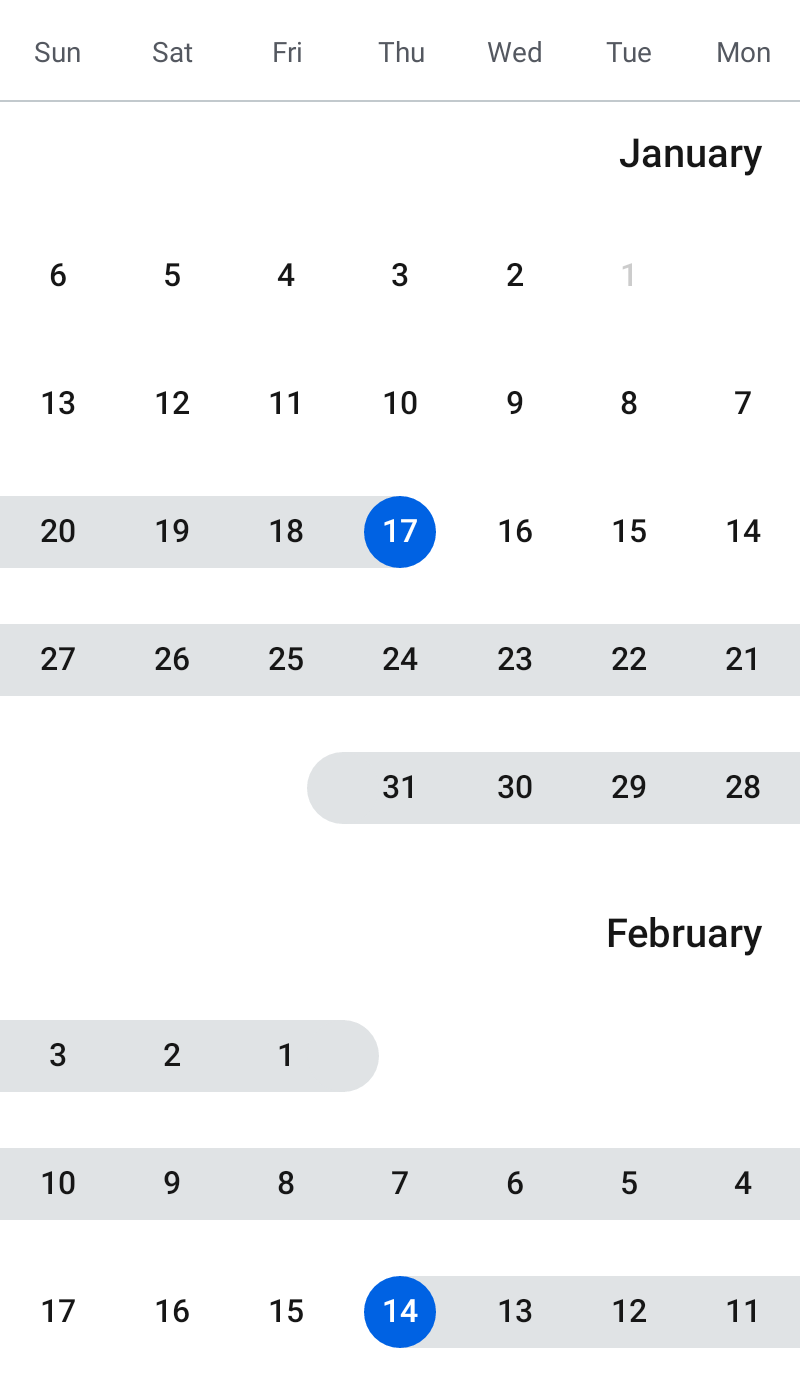 Sun Sat Fri Thu Wed Tue Mon
January
6 5 4 3 2 1
13 12 11 10 9 8 7
20 19 18 17 16 15 14
27 26 25 24 23 22 21
31 30 29 28
February
3 2 1
10 9 8 7 6 5 4
17 16 15 14 13 12 11